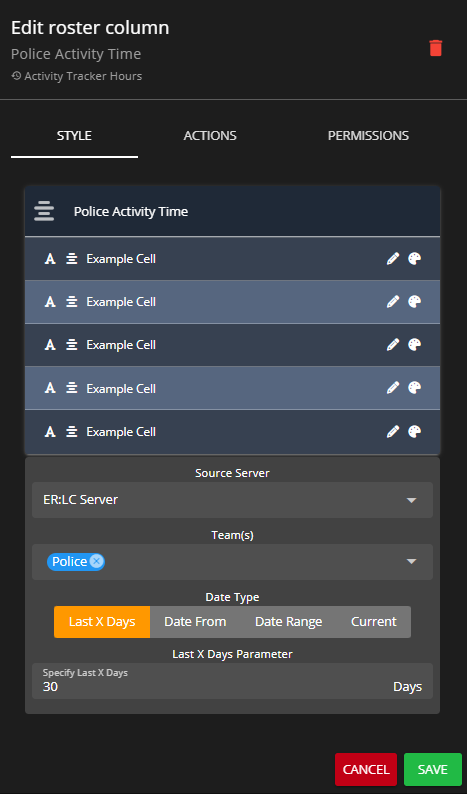 Edit roster column
Police Activity Time
Activity Tracker Hours
STYLE ACTIONS PERMISSIONS
Police Activity Time
A Example Cell
A Example Cell
A Example Cell
A Example Cell
A Example Cell
Source Server
ER:LC Server
Team(s)
Police
Date Type
Last X Days Date From Date Range Current
Last X Days Parameter
Specify Last X Days
30 Days
CANCEL SAVE